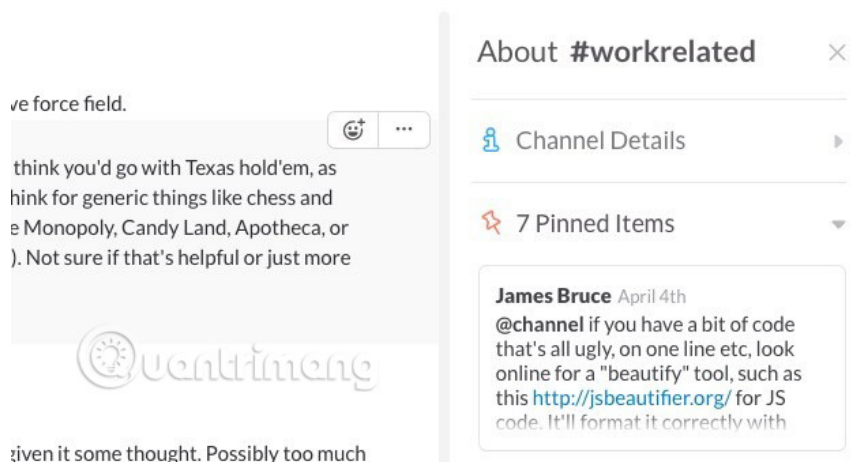 ve force field.
think you'd go with Texas hold'em, as
hink for generic things like chess and
e Monopoly, Candy Land, Apotheca, or
). Not sure if that's helpful or just more
Quantrimang
given it some thought. Possibly too much
About #workrelated
Channel Details
7 Pinned Items
James Bruce April 4th
@channel if you have a bit of code
that's all ugly, on one line etc, look
online for a "beautify" tool, such as
this http://jsbeautifier.org/ for JS
code. It'll format it correctly with